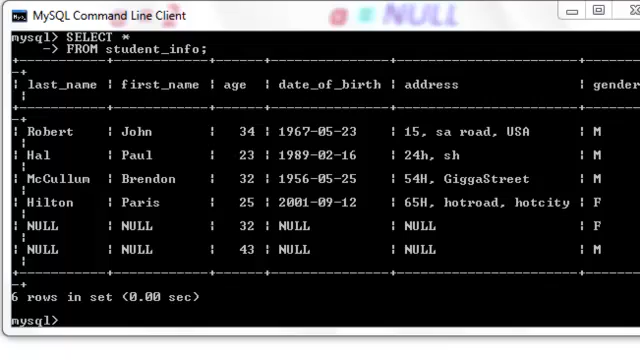 a = 1 a = NULL
MySQL Command Line Client
mysql> SELECT *
-> FROM student_info;
+-----------+------------+------+---------------+-----------------------+-------
-+
| last_name | first_name | age | date_of_birth | address | gender
|
+-----------+------------+------+---------------+-----------------------+-------
-+
| Robert | John | 34 | 1967-05-23 | 15, sa road, USA | M
|
| Hal | Paul | 23 | 1989-02-16 | 24h, sh | M
|
| McCullum | Brendon | 32 | 1956-05-25 | 54H, GiggaStreet | M
|
| Hilton | Paris | 25 | 2001-09-12 | 65H, hotroad, hotcity | F
|
| NULL | NULL | 32 | NULL | NULL | F
|
| NULL | NULL | 43 | NULL | NULL | M
|
+-----------+------------+------+---------------+-----------------------+-------
-+
6 rows in set (0.00 sec)
mysql>